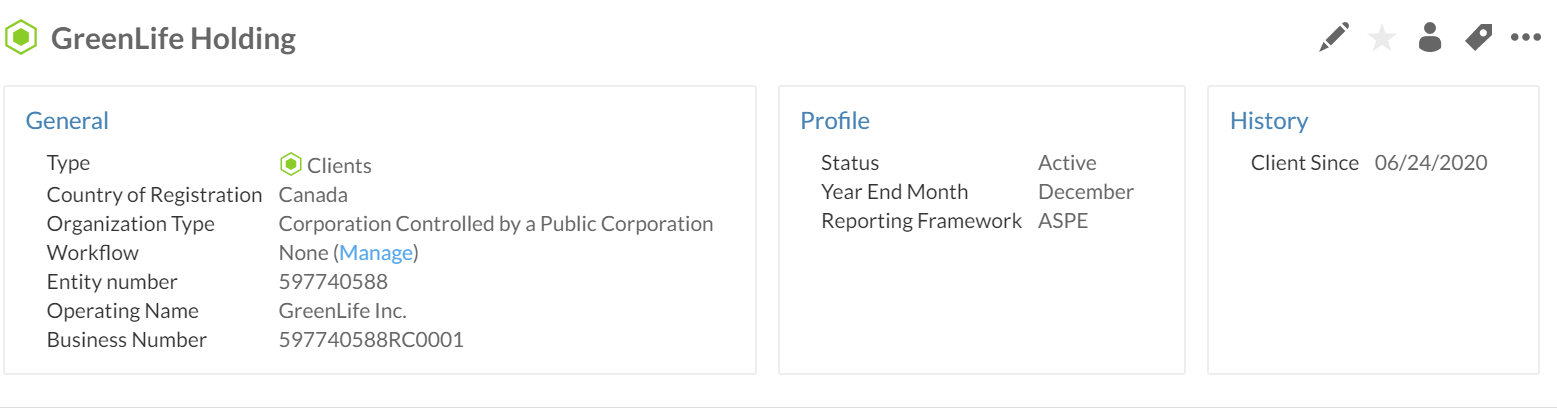 GreenLife Holding
General
Type Clients
Country of Registration Canada
Organization Type Corporation Controlled by a Public Corporation
Workflow None (Manage)
Entity number 597740588
Operating Name GreenLife Inc.
Business Number 597740588RC0001
Profile
Status Active
Year End Month December
Reporting Framework ASPE
History
Client Since 06/24/2020